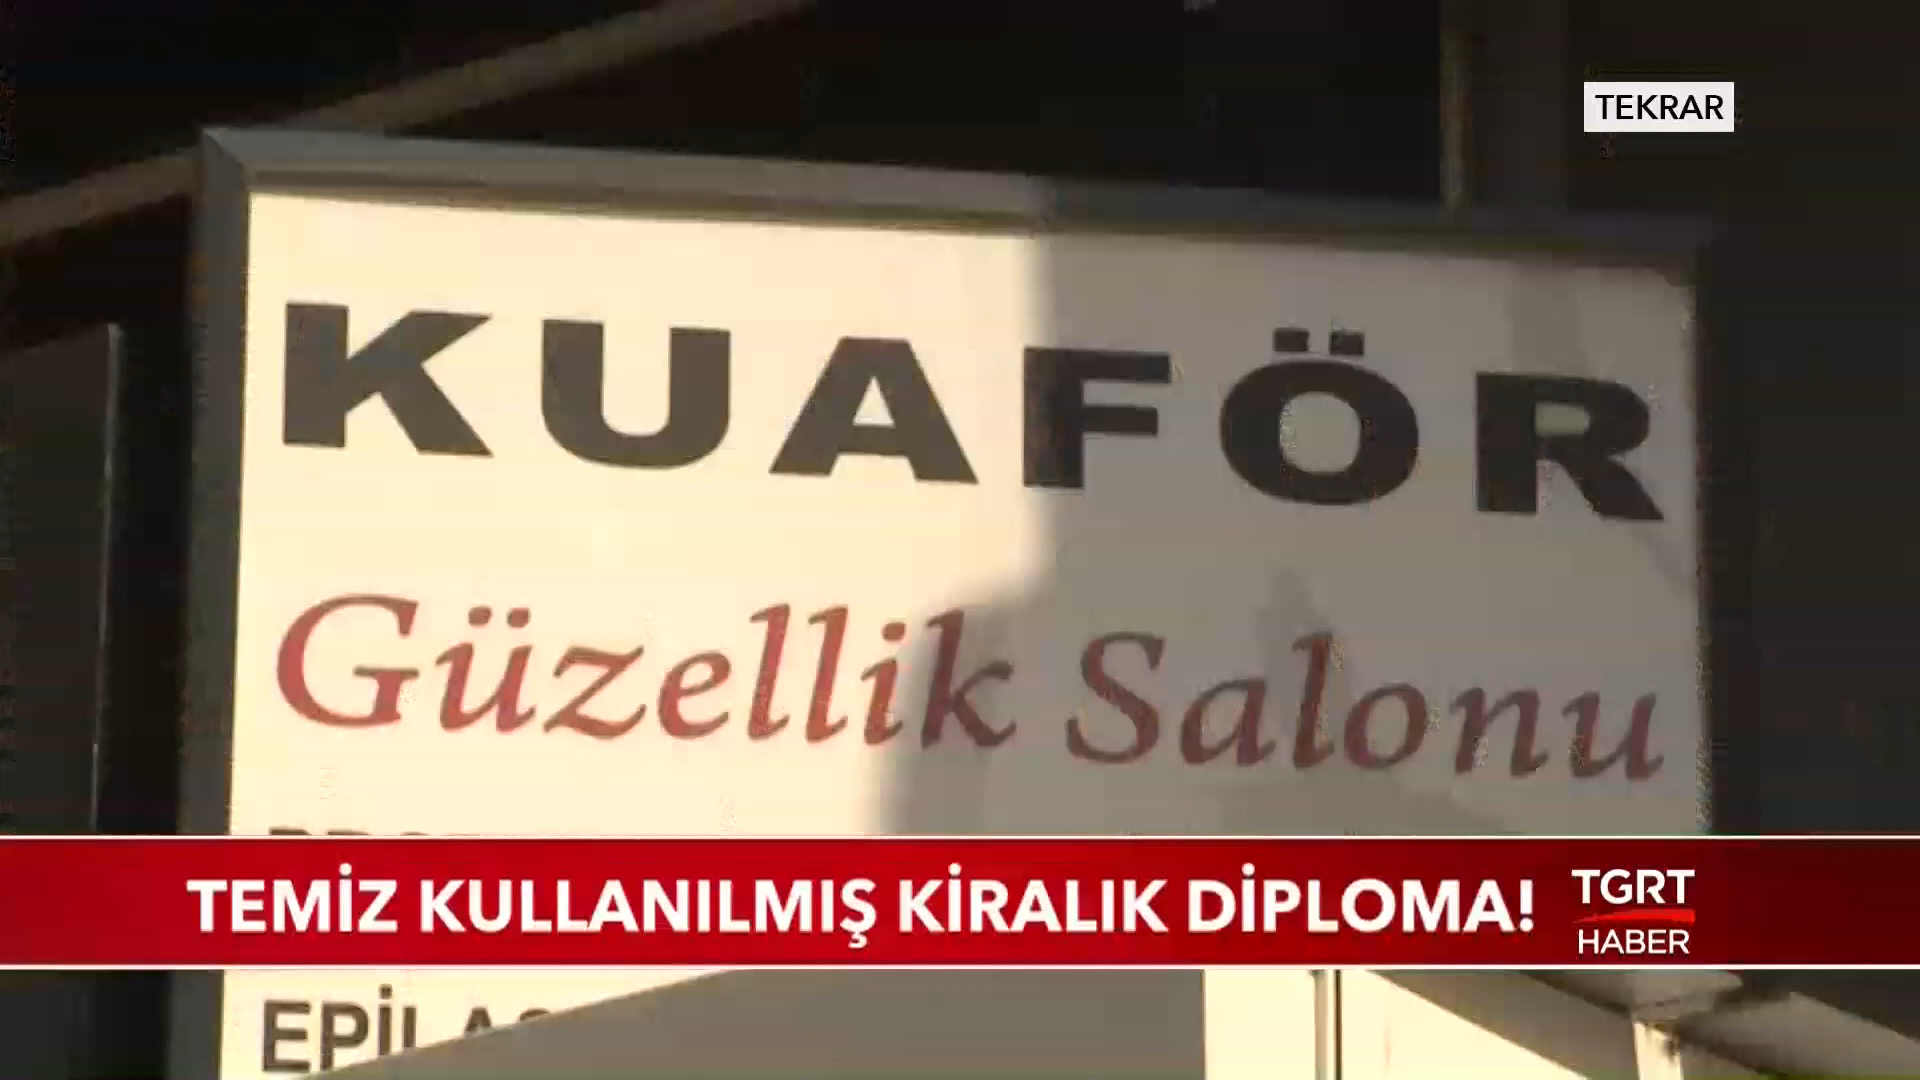 TEKRAR
KUAFÖR
Güzellik Salonu
TEMİZ KULLANILMIŞ KİRALIK DİPLOMA!
TGRT
HABER